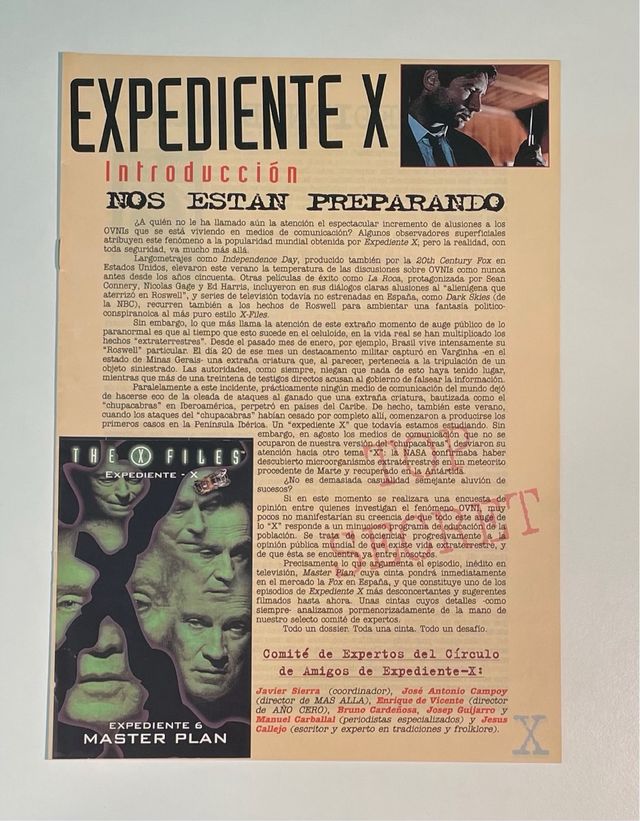 EXPEDIENTE X
Introducción
NOS ESTAN PREPARANDO
¿A quién no le ha llamado aún la atención el espectacular incremento de alusiones a los
OVNIs que se está viviendo en medios de comunicación? Algunos observadores superficiales
atribuyen este fenómeno a la popularidad mundial obtenida por Expediente X, pero la realidad, con
toda seguridad, va mucho más allá.
Largometrajes como Independence Day, producido también por la 20th Century Fox en
Estados Unidos, elevaron este verano la temperatura de las discusiones sobre OVNIs como nunca
antes desde los años cincuenta. Otras películas de éxito como La Roca, protagonizada por Sean
Connery, Nicolas Gage y Ed Harris, incluyeron en sus diálogos claras alusiones al "alienígena que
aterrizó en Roswell", y series de televisión todavía no estrenadas en España, como Dark Skies (de
la NBC), recurren también a los hechos de Roswell para ambientar una fantasía político-
conspiranoica al más puro estilo X-Files.
Sin embargo, lo que más llama la atención de este extraño momento de auge público de lo
paranormal es que al tiempo que esto sucede en el celuloide, en la vida real se han multiplicado los
hechos "extraterrestres". Desde el pasado mes de enero, por ejemplo, Brasil vive intensamente su
"Roswell" particular. El día 20 de ese mes un destacamento militar capturó en Varginha -en el
estado de Minas Gerais- una extraña criatura que, al parecer, pertenecía a la tripulación de un
objeto siniestrado. Las autoridades, como siempre, niegan que nada de esto haya tenido lugar,
mientras que más de una treintena de testigos directos acusan al gobierno de falsear la información.
Paralelamente a este incidente, prácticamente ningún medio de comunicación del mundo dejó
de hacerse eco de la oleada de ataques al ganado que una extraña criatura, bautizada como el
"chupacabras" en Iberoamérica, perpetró en países del Caribe. De hecho, también este verano,
cuando los ataques del "chupacabras" habían cesado por completo allí, comenzaron a producirse los
primeros casos en la Península Ibérica. Un "expediente X" que todavía estamos evaluando. Sin
embargo, en agosto los medios de comunicación que no se
ocuparon de nuestra versión del "chupacabras", desviaron su
atención hacia otro tema "X": la NASA confirmaba haber
descubierto microorganismos extraterrestres en un meteorito
procedente de Marte y recuperado en la Antártida.
¿No es demasiada casualidad semejante aluvión de
sucesos?
Si en este momento se realizara una encuesta de
opinión entre quienes investigan el fenómeno OVNI, muy
pocos no manifestarían su creencia de que todo este auge de
lo "X" responde a un minucioso programa de educación de la
población. Se trataría de convencer progresivamente a la
opinión pública mundial de que existe vida extraterrestre, y
de que ésta se encuentra ya entre nosotros.
Precisamente lo que documenta el episodio, inédito en
televisión, Master Plan, cuya cinta pondrá inmediatamente
en el mercado la Fox en España, y que constituye uno de los
episodios de Expediente X más desconcertantes y sugerentes
filmados hasta ahora. Unas cintas cuyos detalles -como
siempre- analizamos pormenorizadamente de la mano de
nuestro selecto comité de expertos.
Todo un dossier. Toda una cinta. Todo un desafío.
TOP
SECRET
THE X FILES
EXPEDIENTE - X
EXPEDIENTE 6
MASTER PLAN
Comité de Expertos del Círculo
de Amigos de Expediente-X:
Javier Sierra (coordinador), José Antonio Campoy
(director de MAS ALLA), Enrique de Vicente (director
de AÑO CERO), Bruno Cardeñosa, Josep Guijarro y
Manuel Carballal (periodistas especializados) y Jesus
Callejo (escritor y experto en tradiciones y frolklore).
X